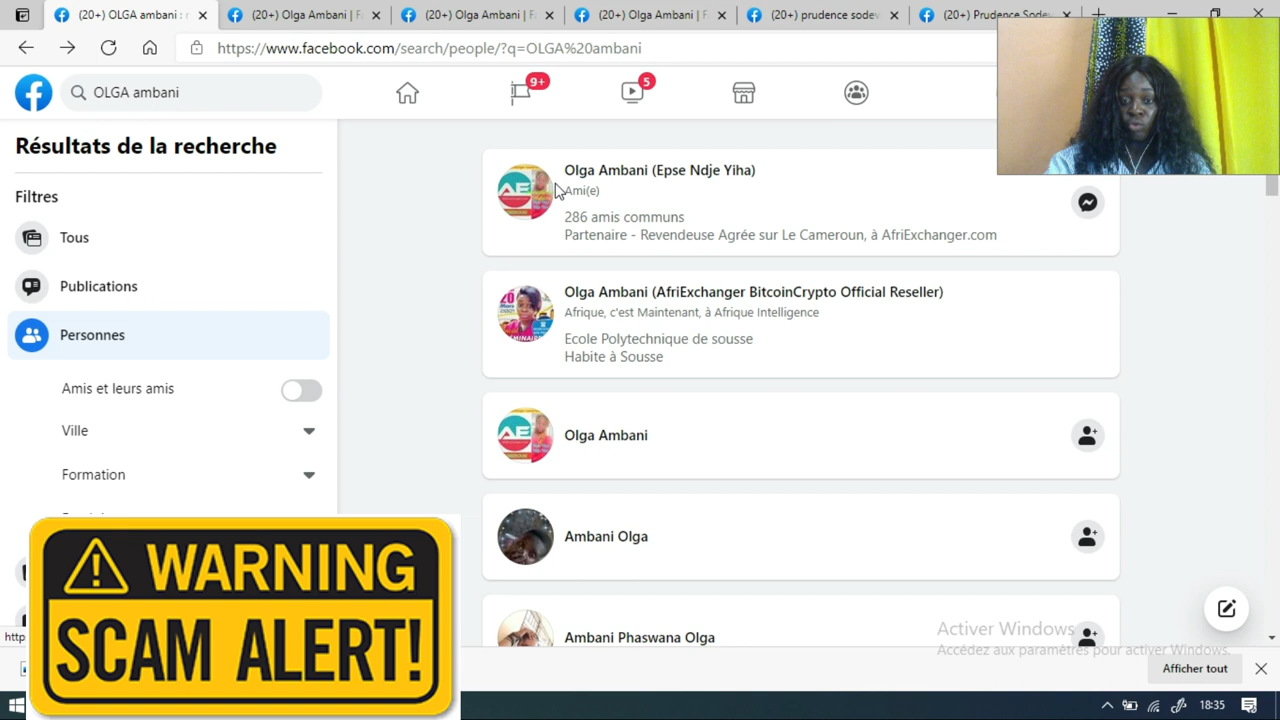 (20+) OLGA ambani : r
(20+) Olga Ambani | Fa
(20+) Olga Ambani | Fa
(20+) Olga Ambani | Fa
(20+) prudence sodev
(20+) Prudence Sode
https://www.facebook.com/search/people/?q=OLGA%20ambani
OLGA ambani
9+
5
Résultats de la recherche
Filtres
Tous
Publications
Personnes
Amis et leurs amis
Ville
Formation
Olga Ambani (Epse Ndje Yiha)
Ami(e)
286 amis communs
Partenaire - Revendeuse Agrée sur Le Cameroun, à AfriExchanger.com
Olga Ambani (AfriExchanger BitcoinCrypto Official Reseller)
Afrique, c'est Maintenant, à Afrique Intelligence
Ecole Polytechnique de sousse
Habite à Sousse
Olga Ambani
Ambani Olga
Ambani Phaswana Olga
WARNING
SCAM ALERT!
Activer Windows
Accédez aux paramètres pour activer Windows.
Afficher tout
18:35